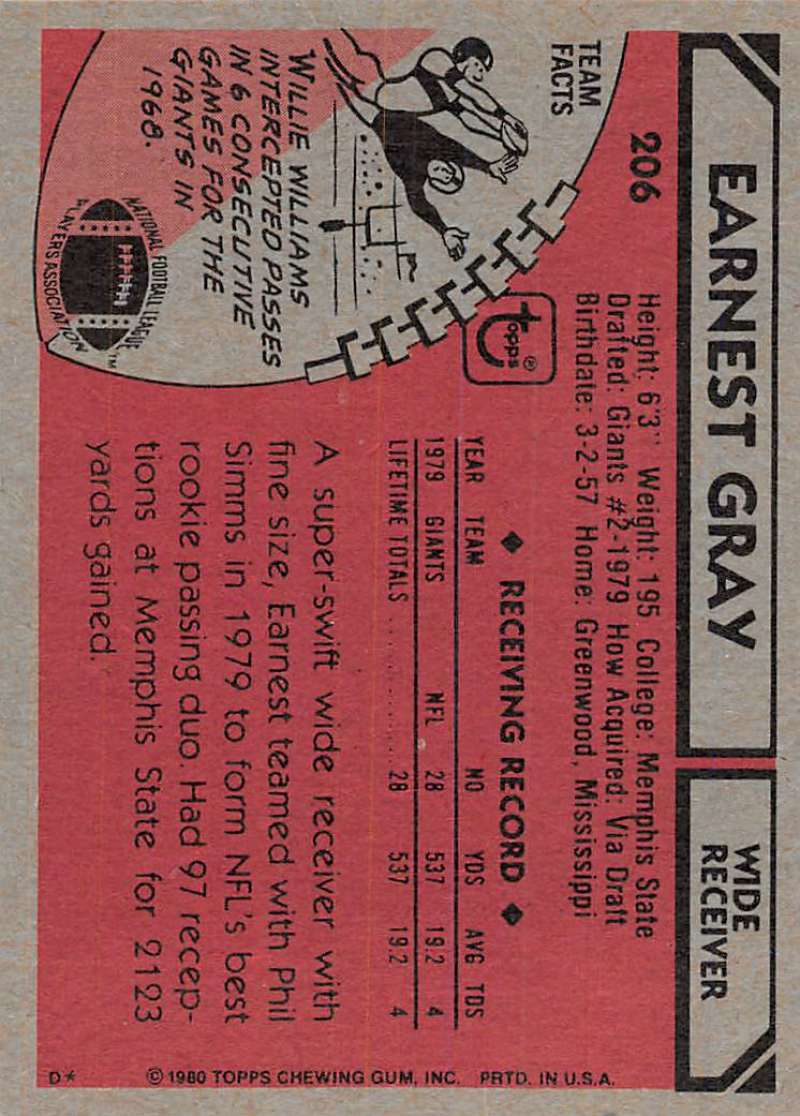 EARNEST GRAY
WIDE
RECEIVER
206
Height: 6'3" Weight: 195 College: Memphis State
Drafted: Giants #2-1979 How Acquired: Via Draft
Birthdate: 3-2-57 Home: Greenwood, Mississippi
topps®
TEAM
FACTS
WILLIE WILLIAMS
INTERCEPTED PASSES
IN 6 CONSECUTIVE
GAMES FOR THE
GIANTS IN
1968.
NATIONAL FOOTBALL LEAGUE
PLAYERS ASSOCIATION
TM
◆ RECEIVING RECORD ◆
YEAR TEAM NO YDS AVG TDS
1979 GIANTS NFL 28 537 19.2 4
LIFETIME TOTALS 28 537 19.2 4
A super-swift wide receiver with
fine size, Earnest teamed with Phil
Simms in 1979 to form NFL's best
rookie passing duo. Had 97 recep-
tions at Memphis State for 2123
yards gained.
D* © 1980 TOPPS CHEWING GUM, INC. PRTD. IN U.S.A.